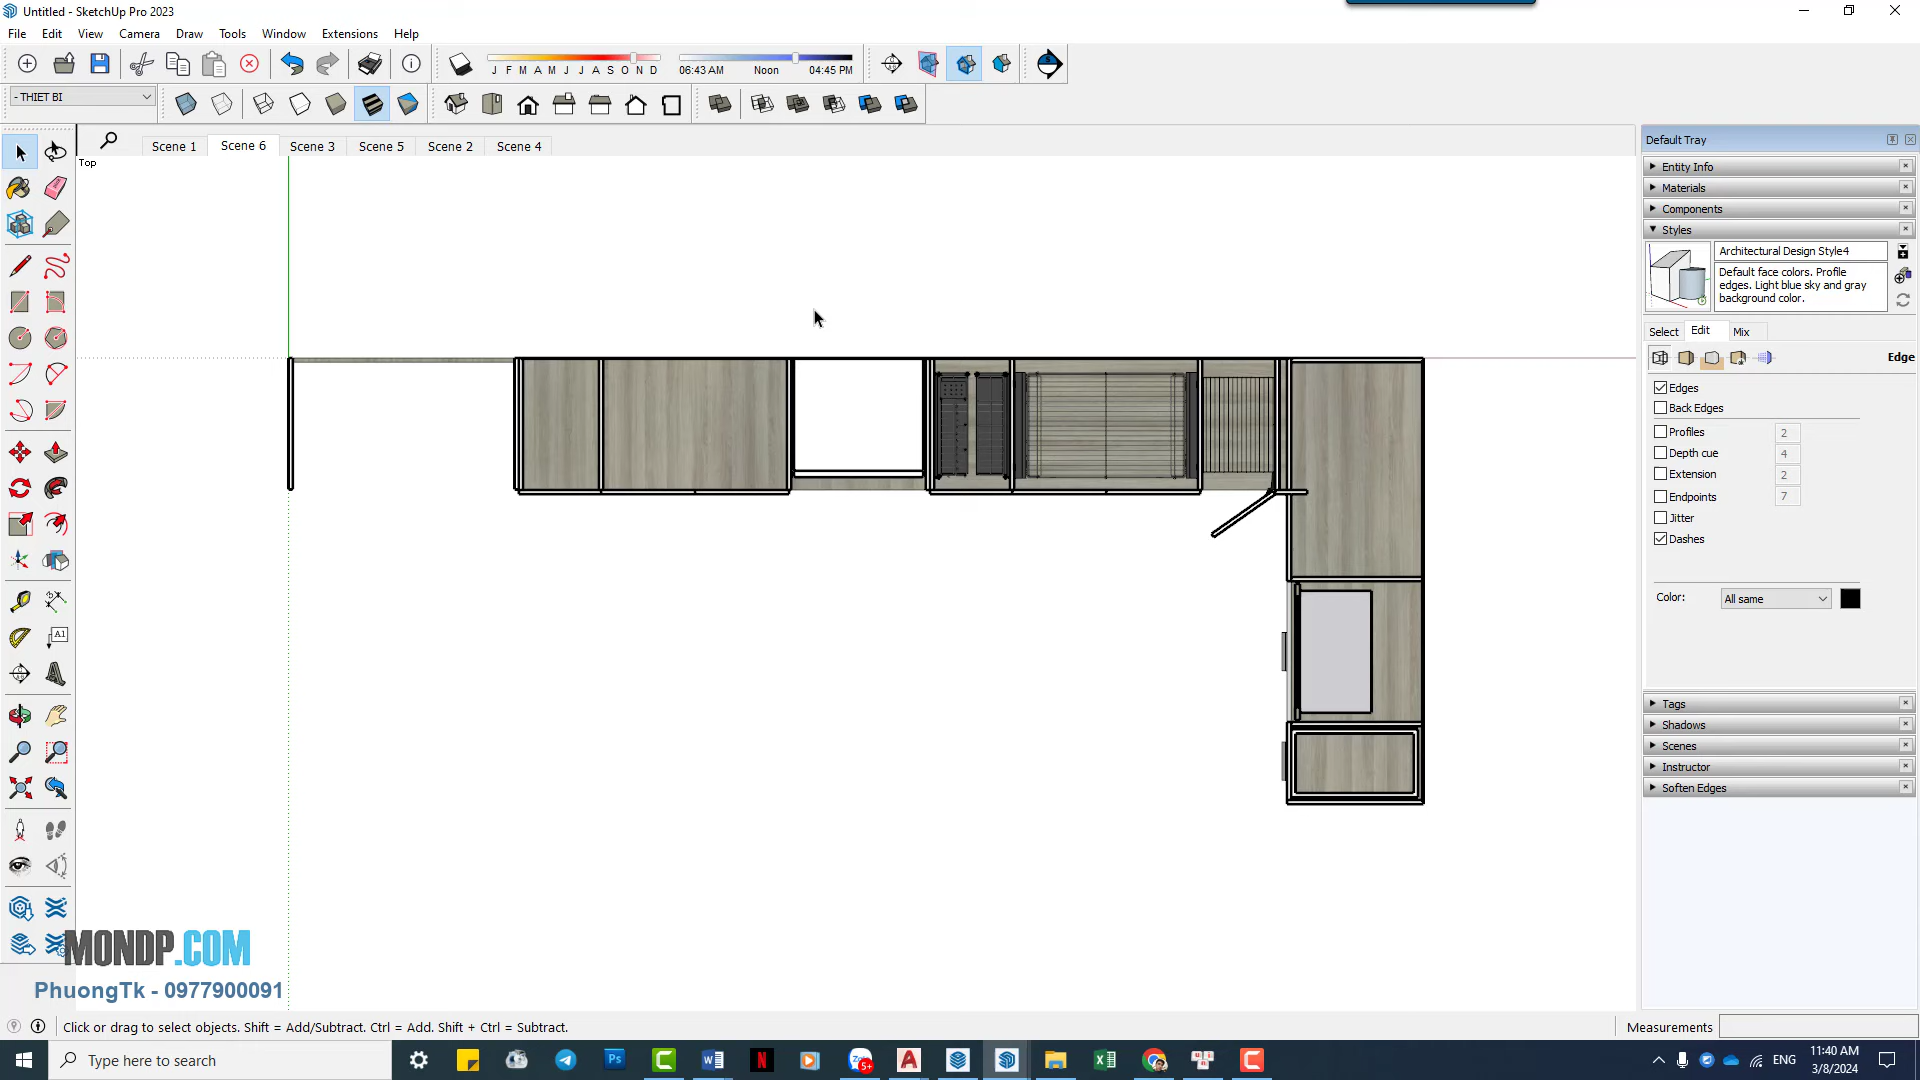 Untitled - SketchUp Pro 2023
File Edit View Camera Draw Tools Window Extensions Help
J F M A M J J A S O N D
06:43 AM Noon 04:45 PM
- THIET BI
Scene 1 Scene 6 Scene 3 Scene 5 Scene 2 Scene 4
Top
Default Tray
Entity Info
Materials
Components
Styles
Architectural Design Style4
Default face colors. Profile
edges. Light blue sky and gray
background color.
Select Edit Mix
Edge
Edges
Back Edges
Profiles 2
Depth cue 4
Extension 2
Endpoints 7
Jitter
Dashes
Color: All same
Tags
Shadows
Scenes
Instructor
Soften Edges
A1
MONDP.COM
PhuongTk - 0977900091
Click or drag to select objects. Shift = Add/Subtract. Ctrl = Add. Shift + Ctrl = Subtract.
Measurements
Type here to search
Ps
Zalo
5+
ENG
11:40 AM
3/8/2024